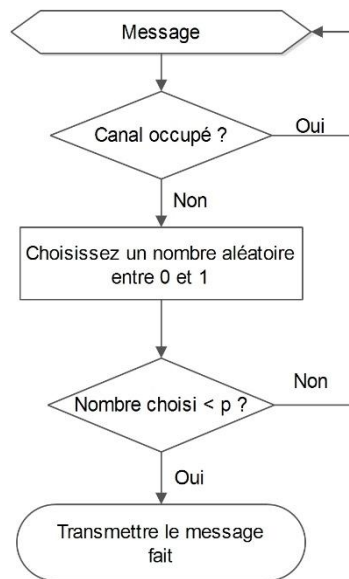 Message
Canal occupé ?
Oui
Non
Choisissez un nombre aléatoire
entre 0 et 1
Non
Nombre choisi < p ?
Oui
Transmettre le message
fait